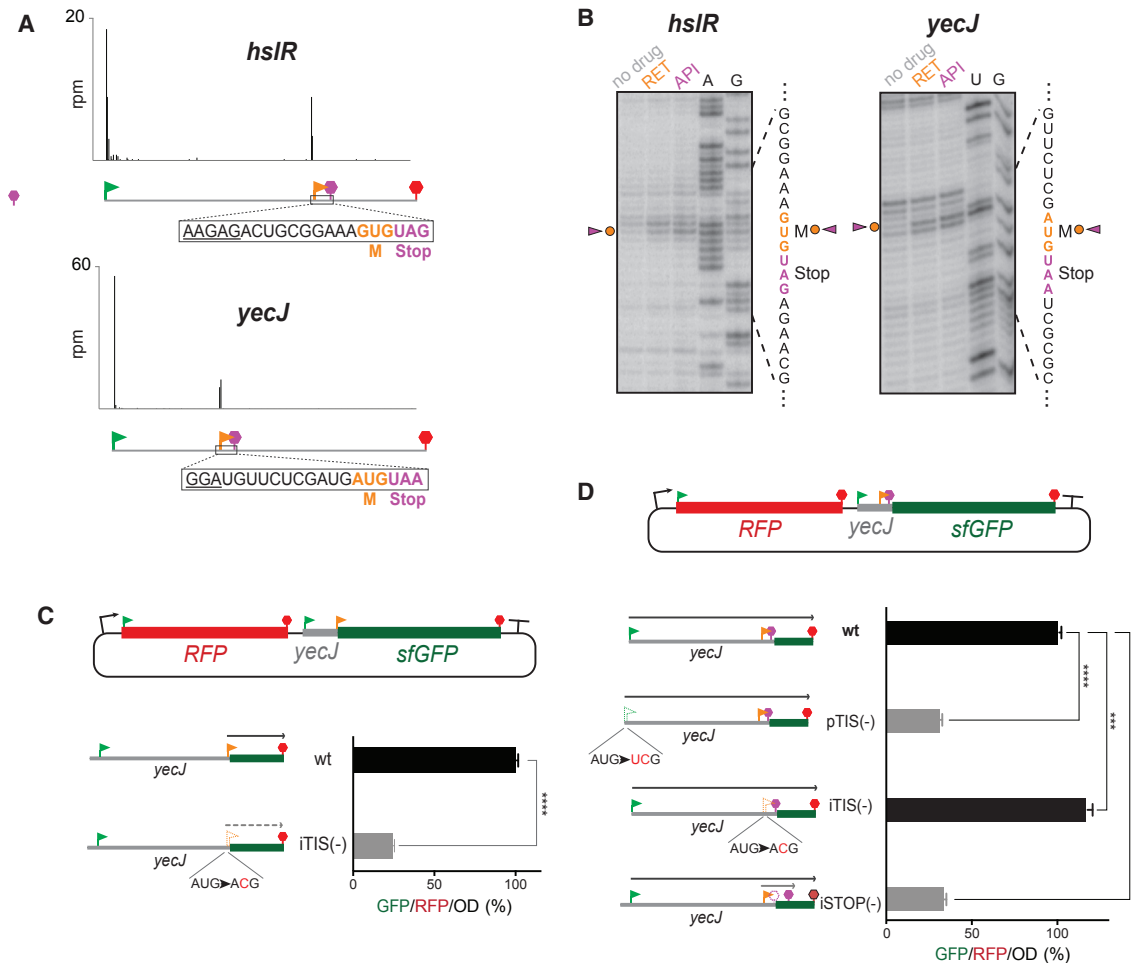 A
20
rpm
hslR
AAGAGACUGCGGAAAGUGUAG
M Stop
60
rpm
yecJ
GGAUGUUCUCGAUGAUGUAA
M Stop
B
hslR
no drug
RET
API
A
G
GCGGAAAGUGUAGAGAACG
M
Stop
yecJ
no drug
RET
API
U
G
GUUCUCGAUGUAAUCGCGC
M
Stop
C
RFP
yecJ
sfGFP
yecJ
wt
yecJ
iTIS(-)
AUG ACG
****
0 50 100
GFP/RFP/OD (%)
D
RFP
yecJ
sfGFP
yecJ
wt
yecJ
pTIS(-)
AUG UCG
yecJ
iTIS(-)
AUG ACG
yecJ
iSTOP(-)
****
***
0 50 100
GFP/RFP/OD (%)